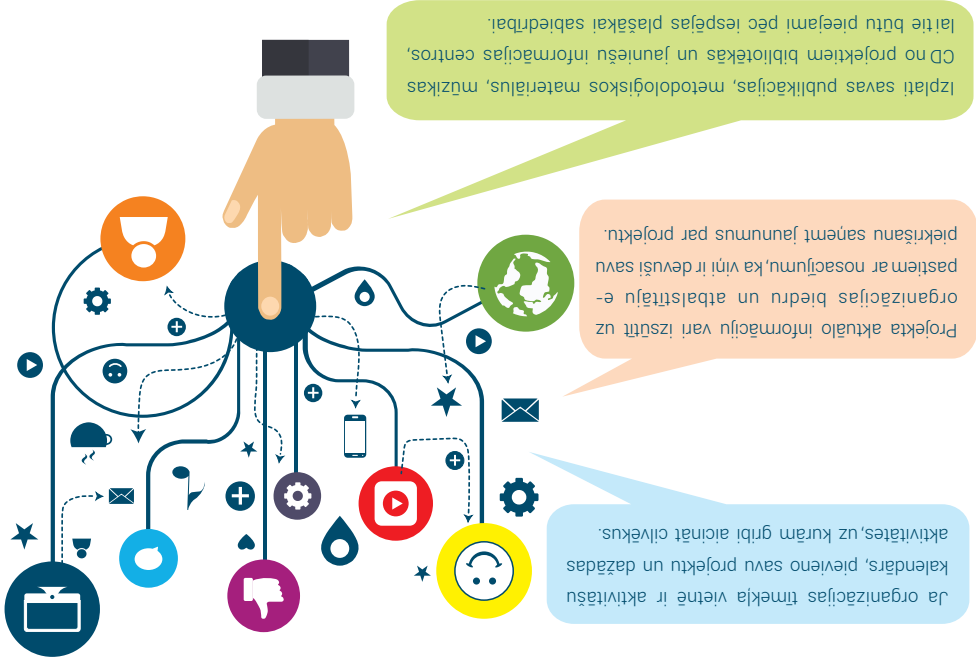 Ja organizācijas tīmekļa vietnē ir aktivitāšu
kalendārs, pievieno savu projektu un dažādas
aktivitātes, uz kurām gribi aicināt cilvēkus.
Projekta aktuālo informāciju vari izsūtīt uz
organizācijas biedru un atbalstītāju e-
pastiem ar nosacījumu, ka viņi ir devuši savu
piekrišanu saņemt jaunumus par projektu.
Izplati savas publikācijas, metodoloģiskos materiālus, mūzikas
CD no projektiem bibliotēkās un jauniešu informācijas centros,
lai tie būtu pieejami pēc iespējas plašākai sabiedrībai.